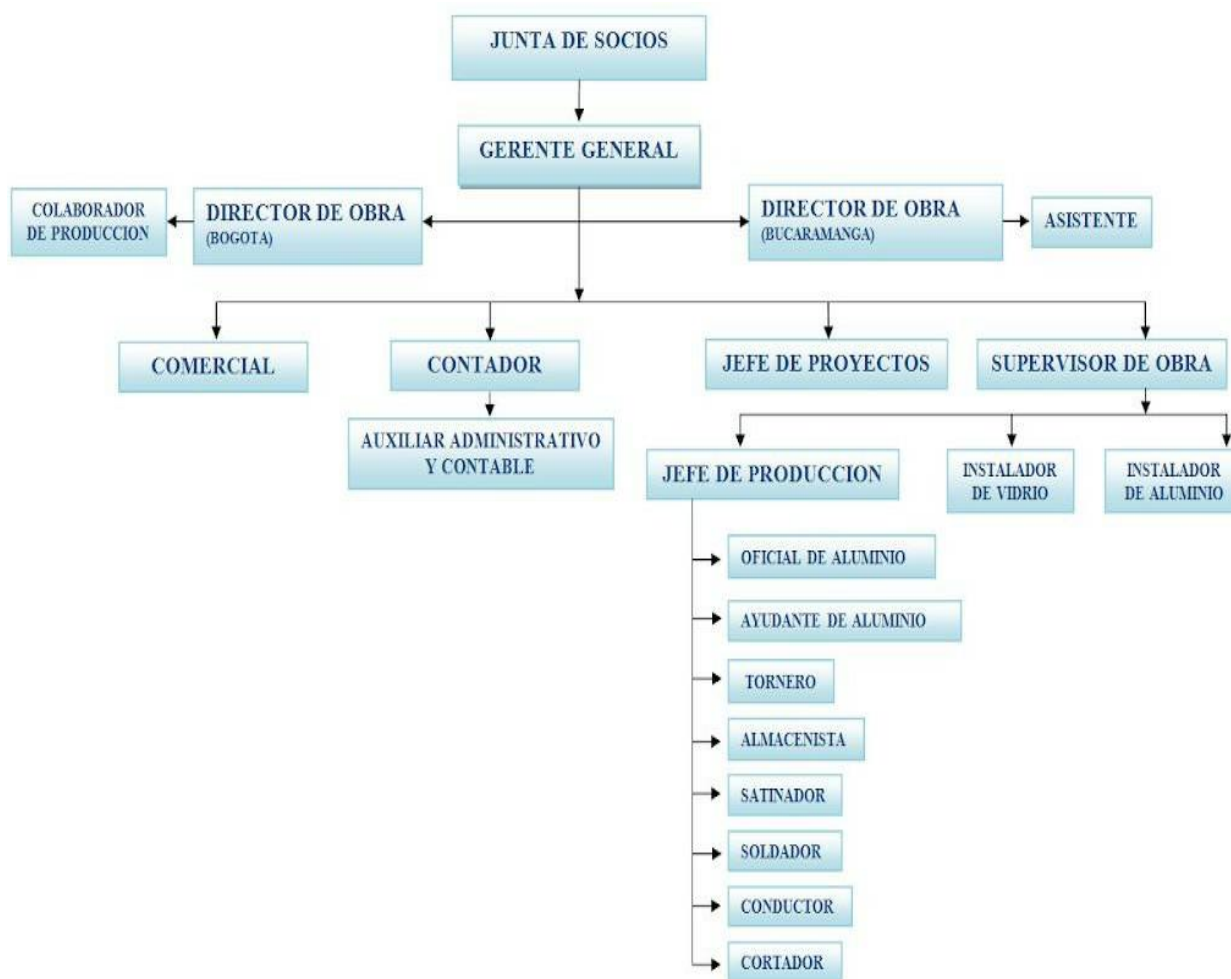 JUNTA DE SOCIOS
GERENTE GENERAL
COLABORADOR
DE PRODUCCION
DIRECTOR DE OBRA
(BOGOTA)
DIRECTOR DE OBRA
(BUCARAMANGA)
ASISTENTE
COMERCIAL
CONTADOR
JEFE DE PROYECTOS
SUPERVISOR DE OBRA
AUXILIAR ADMINISTRATIVO
Y CONTABLE
JEFE DE PRODUCCION
INSTALADOR
DE VIDRIO
INSTALADOR
DE ALUMINIO
OFICIAL DE ALUMINIO
AYUDANTE DE ALUMINIO
TORNERO
ALMACENISTA
SATINADOR
SOLDADOR
CONDUCTOR
CORTADOR